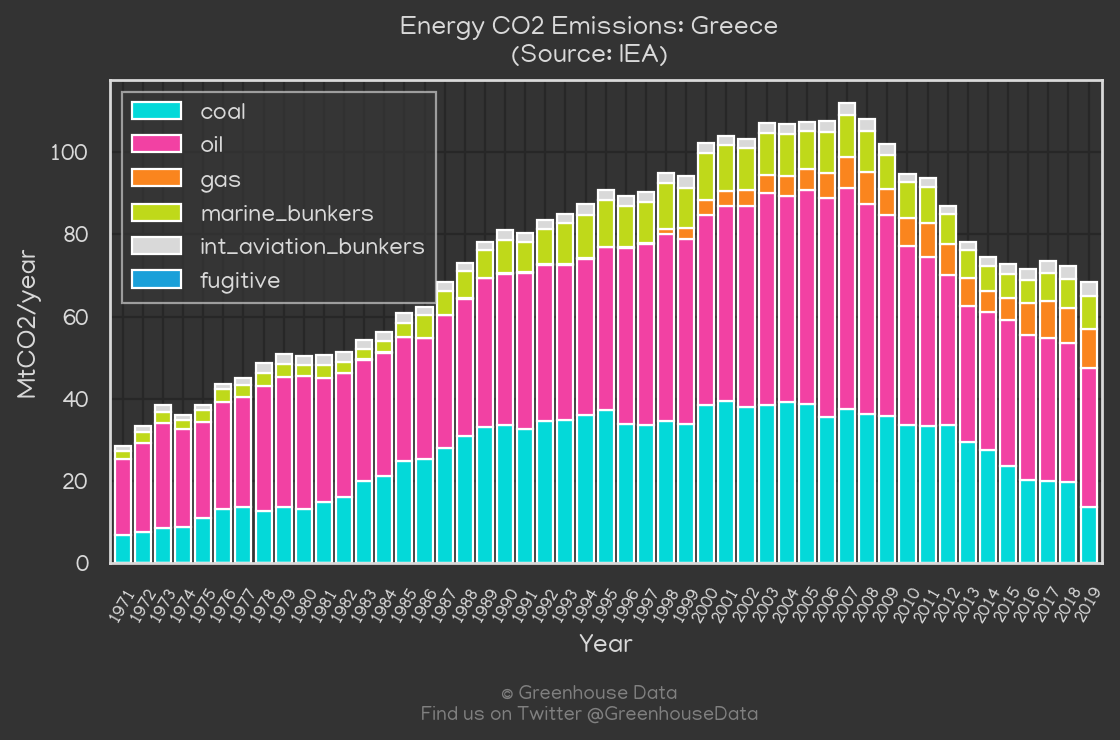 Energy CO2 Emissions: Greece
(Source: IEA)
coal
oil
gas
marine_bunkers
int_aviation_bunkers
fugitive
MtCO2/year
100
80
60
40
20
0
1971 1972 1973 1974 1975 1976 1977 1978 1979 1980 1981 1982 1983 1984 1985 1986 1987 1988 1989 1990 1991 1992 1993 1994 1995 1996 1997 1998 1999 2000 2001 2002 2003 2004 2005 2006 2007 2008 2009 2010 2011 2012 2013 2014 2015 2016 2017 2018 2019
Year
© Greenhouse Data
Find us on Twitter @GreenhouseData